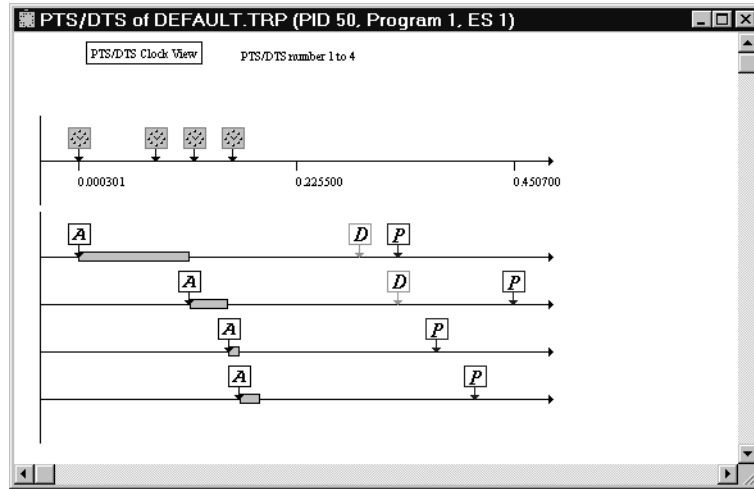 PTS/DTS of DEFAULT.TRP (PID 50, Program 1, ES 1)
PTS/DTS Clock View PTS/DTS number 1 to 4
0.000301 0.225500 0.450700
A D P
A D P
A P
A P